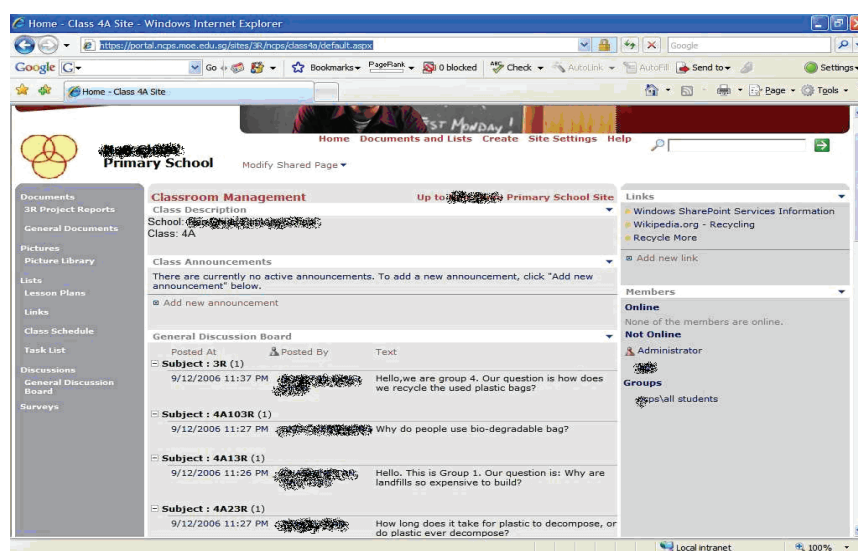 Home - Class 4A Site - Windows Internet Explorer
https://portal.ncps.moe.edu.sg/sites/3R/ncps/class4a/default.aspx
Google
Google G
Go
Bookmarks
PageRank
0 blocked
Check
AutoLink
AutoFill
Send to
Settings
Home - Class 4A Site
Page
Tools
FIRST MONDAY!
Home Documents and Lists Create Site Settings Help
Primary School
Modify Shared Page
Documents
3R Project Reports
General Documents
Pictures
Picture Library
Lists
Lesson Plans
Links
Class Schedule
Task List
Discussions
General Discussion
Board
Surveys
Classroom Management
Up to Primary School Site
Class Description
School:
Class: 4A
Class Announcements
There are currently no active announcements. To add a new announcement, click "Add new
announcement" below.
Add new announcement
General Discussion Board
Posted At Posted By Text
Subject : 3R (1)
9/12/2006 11:37 PM
Hello,we are group 4. Our question is how does
we recycle the used plastic bags?
Subject : 4A103R (1)
9/12/2006 11:27 PM
Why do people use bio-degradable bag?
Subject : 4A13R (1)
9/12/2006 11:26 PM
Hello. This is Group 1. Our question is: Why are
landfills so expensive to build?
Subject : 4A23R (1)
9/12/2006 11:27 PM
How long does it take for plastic to decompose, or
do plastic ever decompose?
Links
Windows SharePoint Services Information
Wikipedia.org - Recycling
Recycle More
Add new link
Members
Online
None of the members are online.
Not Online
Administrator
Groups
ps\all students
Local intranet
100%